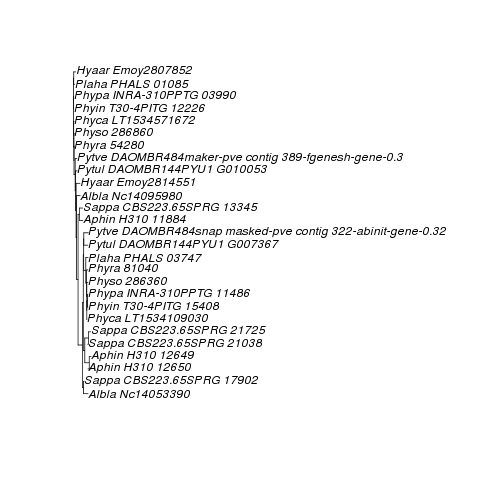 Hyaar Emoy2807852
Plaha PHALS 01085
Phypa INRA-310PPTG 03990
Phyin T30-4PITG 12226
Phyca LT1534571672
Physo 286860
Phyra 54280
Pytve DAOMBR484maker-pve contig 389-fgenesh-gene-0.3
Pytul DAOMBR144PYU1 G010053
Hyaar Emoy2814551
Albla Nc14095980
Sappa CBS223.65SPRG 13345
Aphin H310 11884
Pytve DAOMBR484snap masked-pve contig 322-abinit-gene-0.32
Pytul DAOMBR144PYU1 G007367
Plaha PHALS 03747
Phyra 81040
Physo 286360
Phypa INRA-310PPTG 11486
Phyin T30-4PITG 15408
Phyca LT1534109030
Sappa CBS223.65SPRG 21725
Sappa CBS223.65SPRG 21038
Aphin H310 12649
Aphin H310 12650
Sappa CBS223.65SPRG 17902
Albla Nc14053390